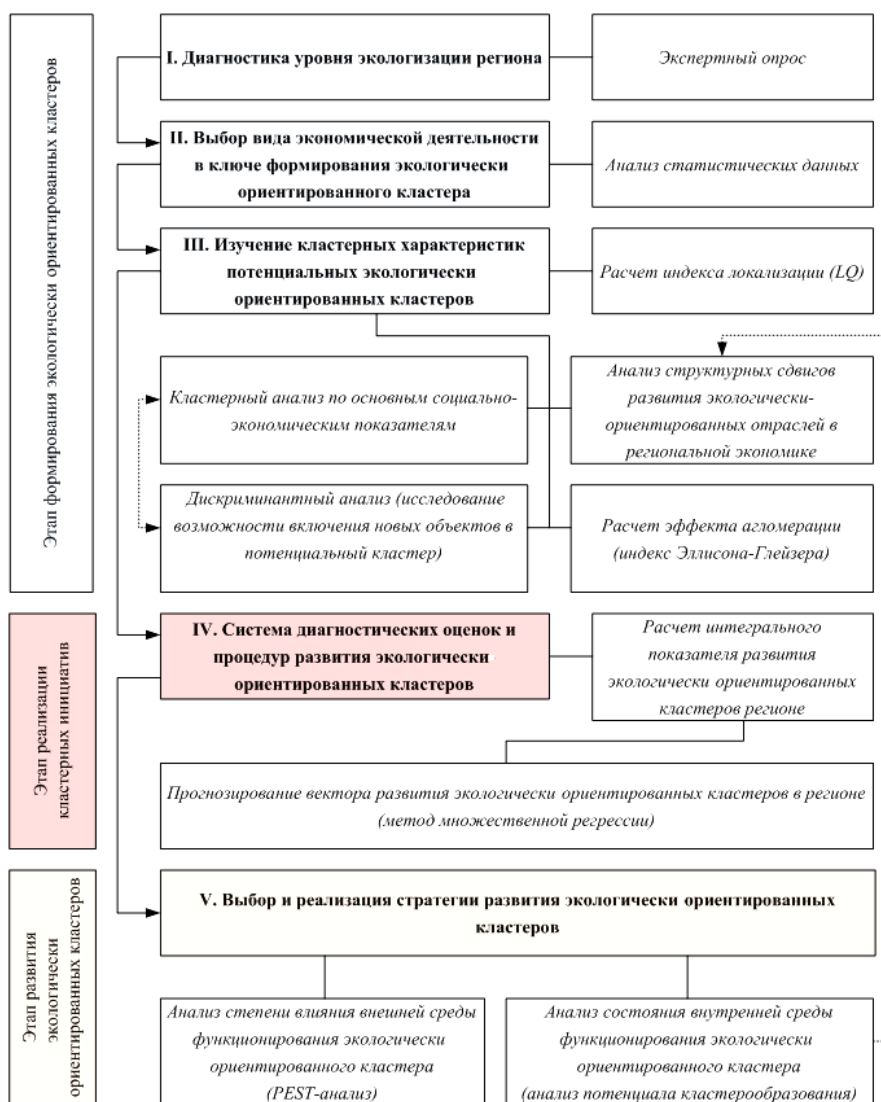 Этап формирования экологически ориентированных кластеров
I. Диагностика уровня экологизации региона
Экспертный опрос
II. Выбор вида экономической деятельности
в ключе формирования экологически
ориентированного кластера
Анализ статистических данных
III. Изучение кластерных характеристик
потенциальных экологически
ориентированных кластеров
Расчет индекса локализации (LQ)
Кластерный анализ по основным социально-
экономическим показателям
Анализ структурных сдвигов
развития экологически-
ориентированных отраслей в
региональной экономике
Дискриминантный анализ (исследование
возможности включения новых объектов в
потенциальный кластер)
Расчет эффекта агломерации
(индекс Эллисона-Глейзера)
Этап реализации
кластерных инициатив
IV. Система диагностических оценок и
процедур развития экологически
ориентированных кластеров
Расчет интегрального
показателя развития
экологически ориентированных
кластеров регионе
Прогнозирование вектора развития экологически ориентированных кластеров в регионе
(метод множественной регрессии)
Этап развития
экологически
ориентированных кластеров
V. Выбор и реализация стратегии развития экологически ориентированных
кластеров
Анализ степени влияния внешней среды
функционирования экологически
ориентированного кластера
(PEST-анализ)
Анализ состояния внутренней среды
функционирования экологически
ориентированного кластера
(анализ потенциала кластерообразования)